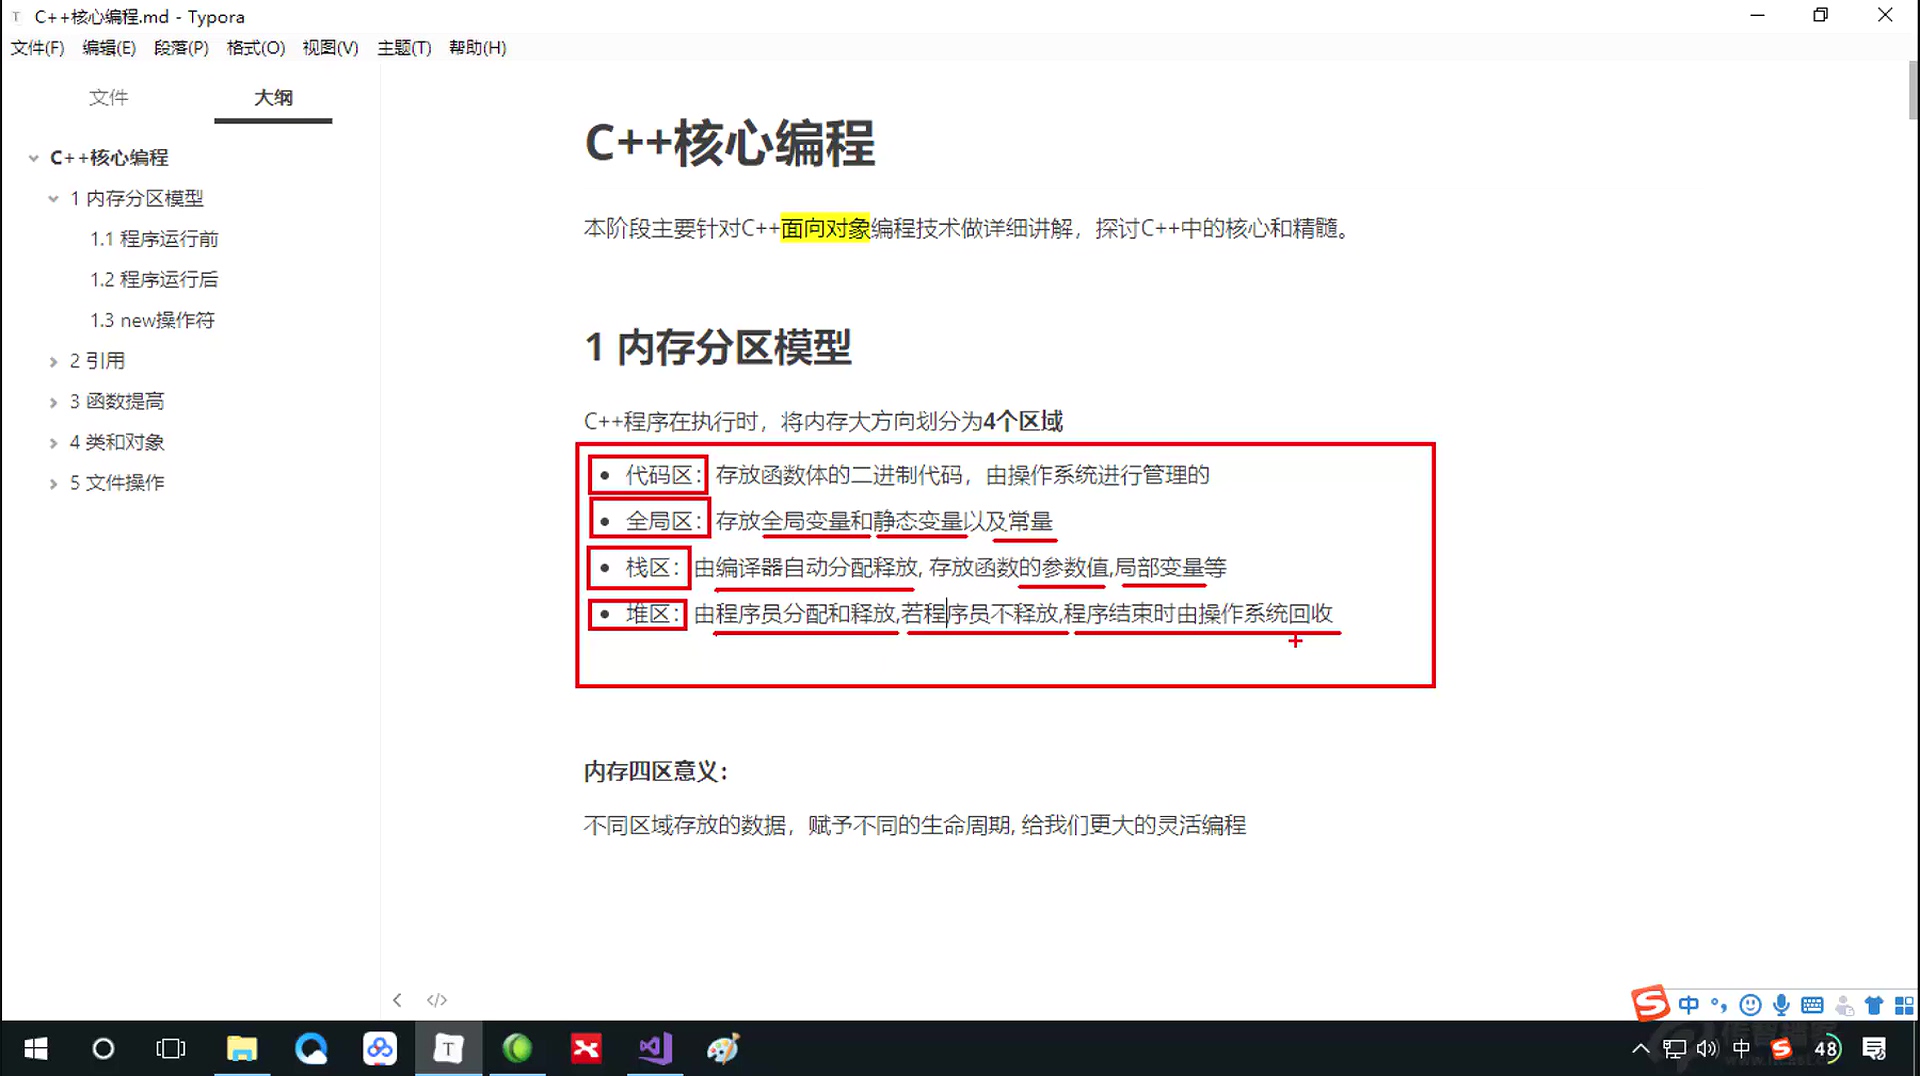 C++核心编程.md - Typora
文件(F) 编辑(E) 段落(P) 格式(O) 视图(V) 主题(T) 帮助(H)
文件 大纲
C++核心编程
1 内存分区模型
1.1 程序运行前
1.2 程序运行后
1.3 new操作符
2 引用
3 函数提高
4 类和对象
5 文件操作
C++核心编程
本阶段主要针对C++面向对象编程技术做详细讲解，探讨C++中的核心和精髓。
1 内存分区模型
C++程序在执行时，将内存大方向划分为4个区域
代码区：存放函数体的二进制代码，由操作系统进行管理的
全局区：存放全局变量和静态变量以及常量
栈区：由编译器自动分配释放, 存放函数的参数值,局部变量等
堆区：由程序员分配和释放,若程序员不释放,程序结束时由操作系统回收
内存四区意义：
不同区域存放的数据，赋予不同的生命周期, 给我们更大的灵活编程
</>
S 中
T
中 S 48